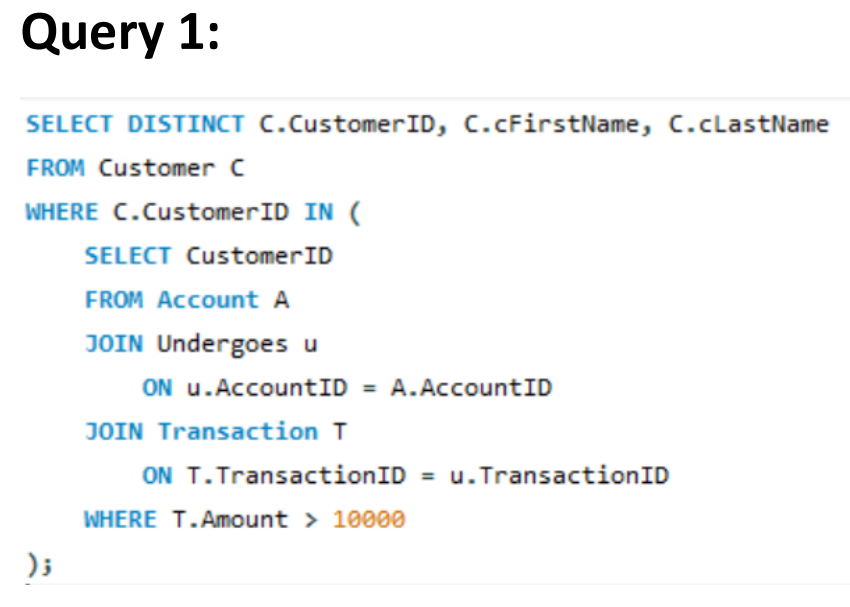 Query 1:
SELECT DISTINCT C.CustomerID, C.cFirstName, C.cLastName
FROM Customer C
WHERE C.CustomerID IN (
SELECT CustomerID
FROM Account A
JOIN Undergoes u
ON u.AccountID = A.AccountID
JOIN Transaction T
ON T.TransactionID = u.TransactionID
WHERE T.Amount > 10000
);